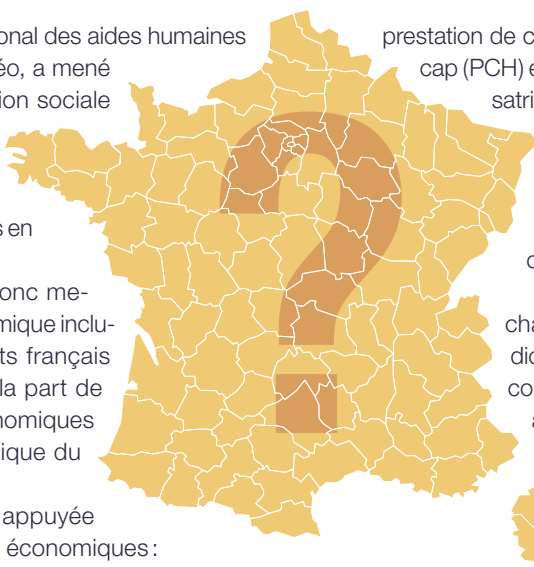 onal des aides humaines
éo, a mené
ion sociale
s en
onc me-
mique inclu-
ts français
la part de
nomiques
ique du
appuyée
économiques :
prestation de c
cap (PCH) e
satri
c
cha
dic
co
a
?